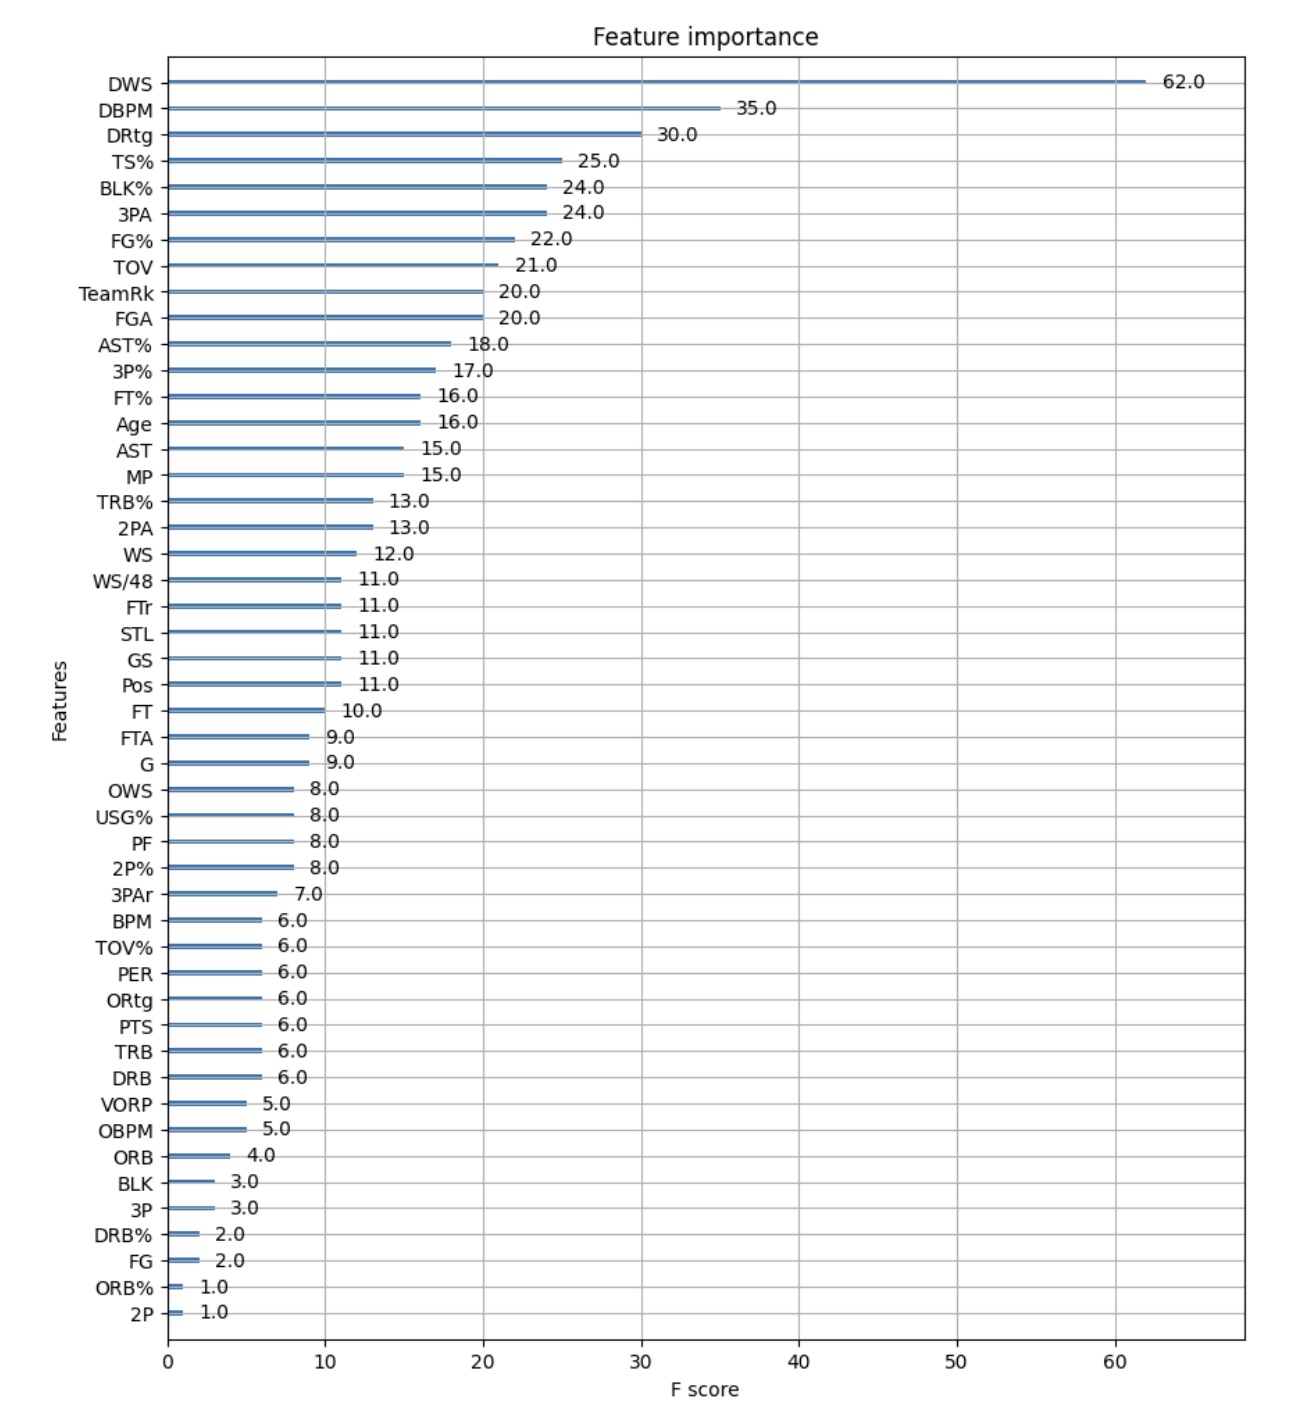 Feature importance
DWS 62.0
DBPM 35.0
DRtg 30.0
TS% 25.0
BLK% 24.0
3PA 24.0
FG% 22.0
TOV 21.0
TeamRk 20.0
FGA 20.0
AST% 18.0
3P% 17.0
FT% 16.0
Age 16.0
AST 15.0
MP 15.0
TRB% 13.0
2PA 13.0
WS 12.0
WS/48 11.0
FTr 11.0
STL 11.0
GS 11.0
Pos 11.0
FT 10.0
FTA 9.0
G 9.0
OWS 8.0
USG% 8.0
PF 8.0
2P% 8.0
3PAr 7.0
BPM 6.0
TOV% 6.0
PER 6.0
ORtg 6.0
PTS 6.0
TRB 6.0
DRB 6.0
VORP 5.0
OBPM 5.0
ORB 4.0
BLK 3.0
3P 3.0
DRB% 2.0
FG 2.0
ORB% 1.0
2P 1.0
Features
0 10 20 30 40 50 60
F score